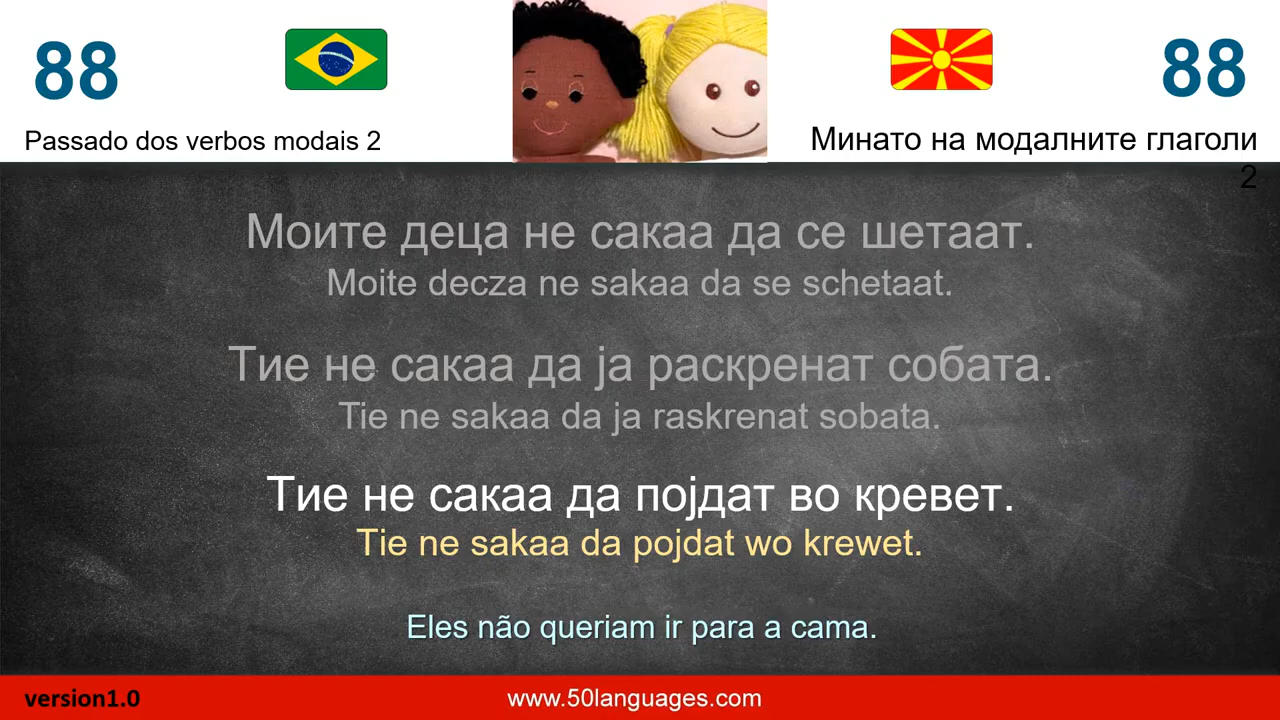 88
88
Passado dos verbos modais 2
Минато на модалните глаголи
2
Моите деца не сакаа да се шетаат.
Moite decza ne sakaa da se schetaat.
Тие не сакаа да ја раскренат собата.
Tie ne sakaa da ja raskrenat sobata.
Тие не сакаа да појдат во кревет.
Tie ne sakaa da pojdat wo krewet.
Eles não queriam ir para a cama.
version1.0
www.50languages.com